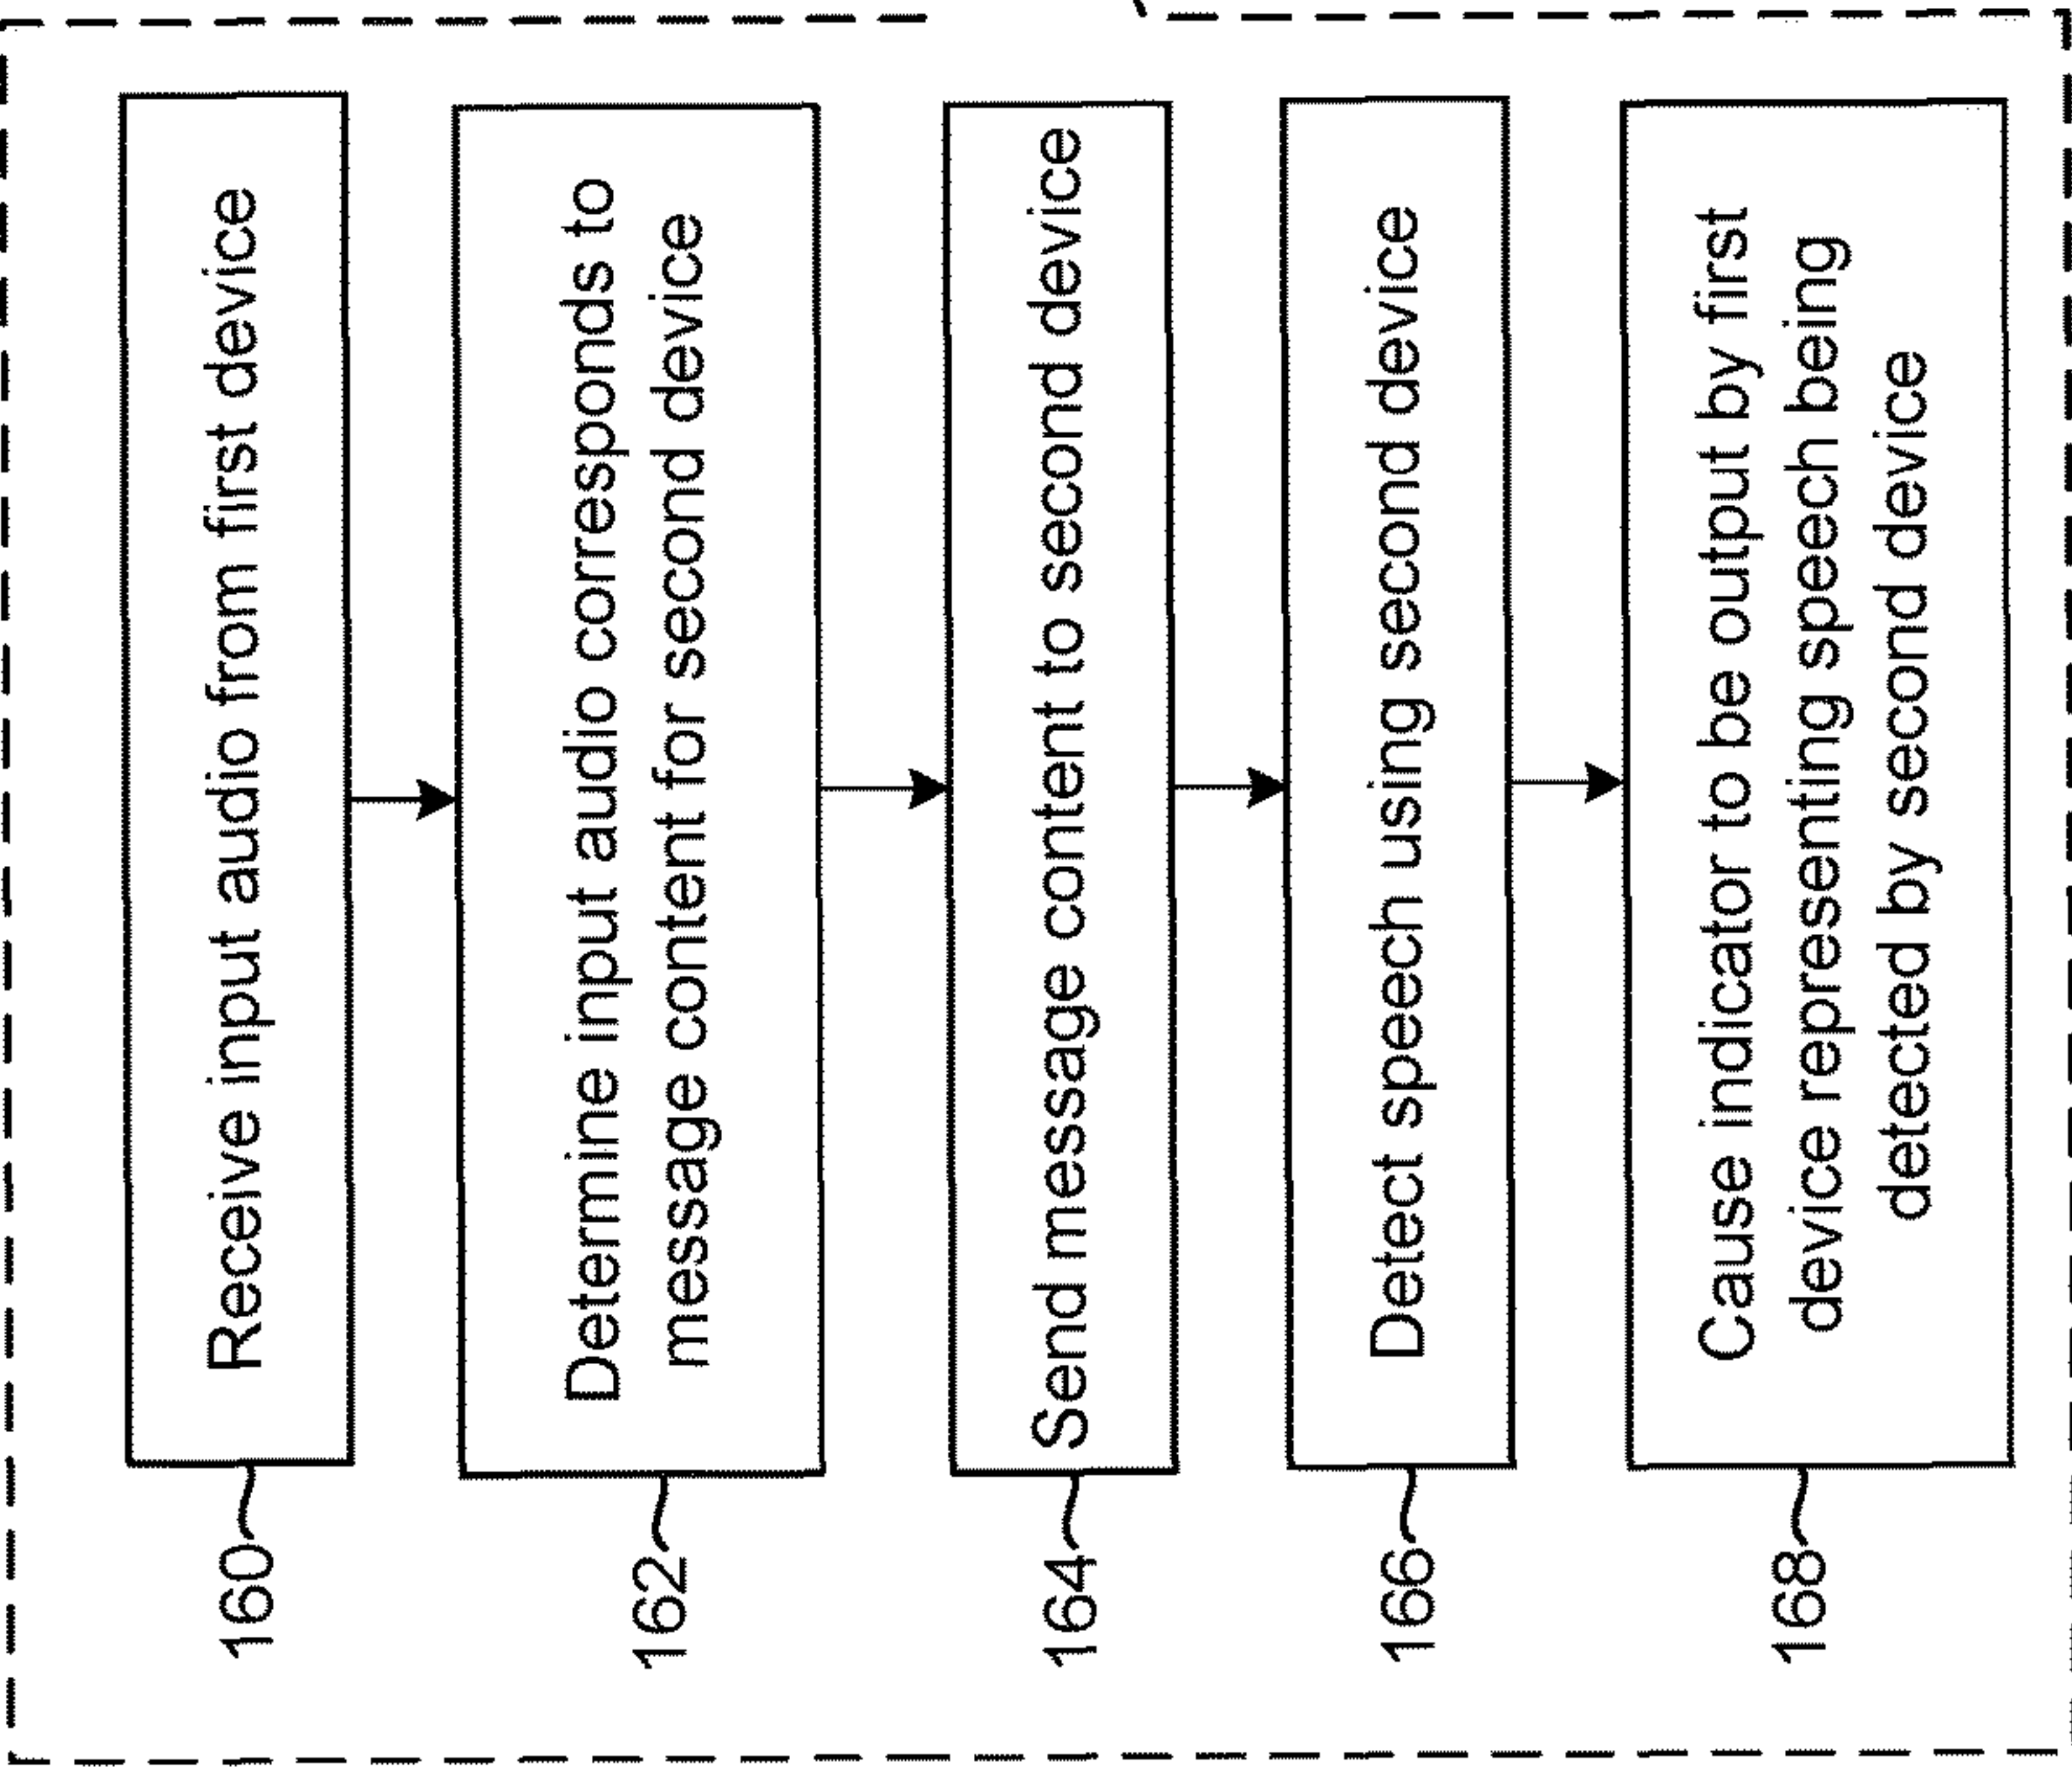 160
Receive input audio from first device
162
Determine input audio corresponds to
message content for second device
164
Send message content to second device
166
Detect speech using second device
168
Cause indicator to be output by first
device representing speech being
detected by second device